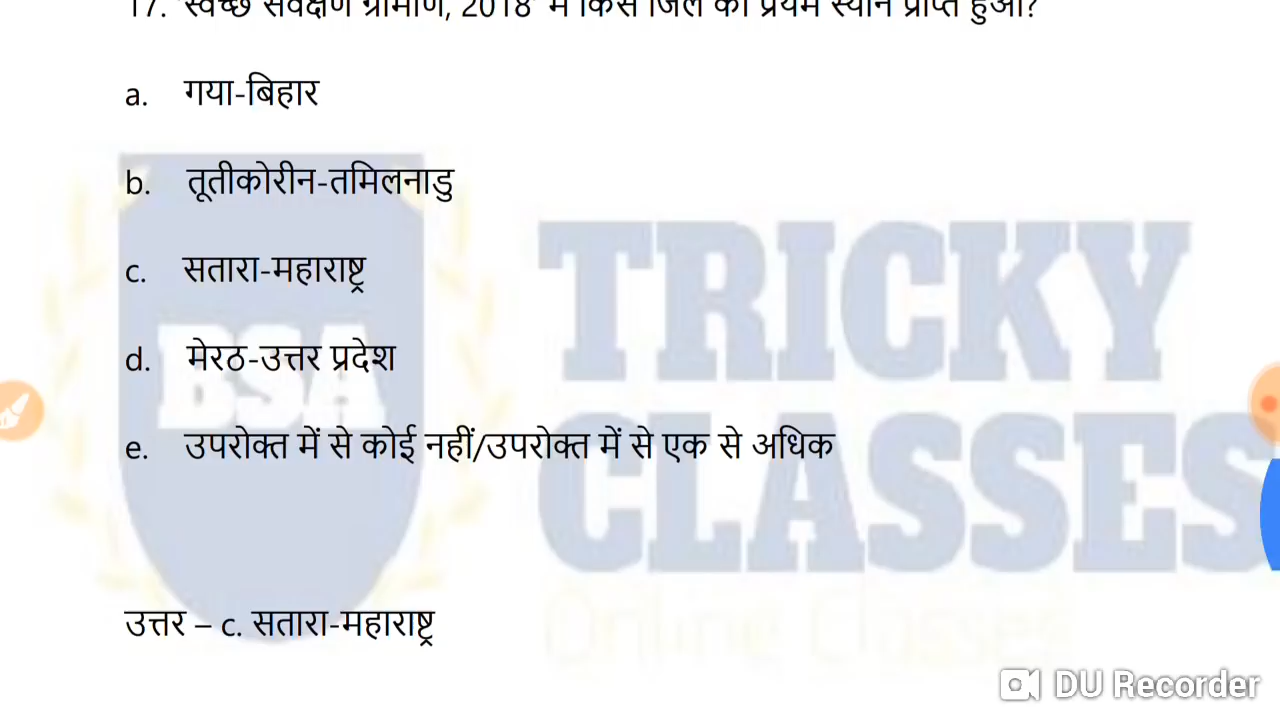 17. 'स्वच्छ सर्वेक्षण ग्रामीण, 2018' में किस जिले को प्रथम स्थान प्राप्त हुआ?
a. गया-बिहार
b. तूतीकोरीन-तमिलनाडु
c. सतारा-महाराष्ट्र
d. मेरठ-उत्तर प्रदेश
e. उपरोक्त में से कोई नहीं/उपरोक्त में से एक से अधिक
उत्तर – c. सतारा-महाराष्ट्र
BSA
TRICKY
CLASSES
Online Classes
DU Recorder